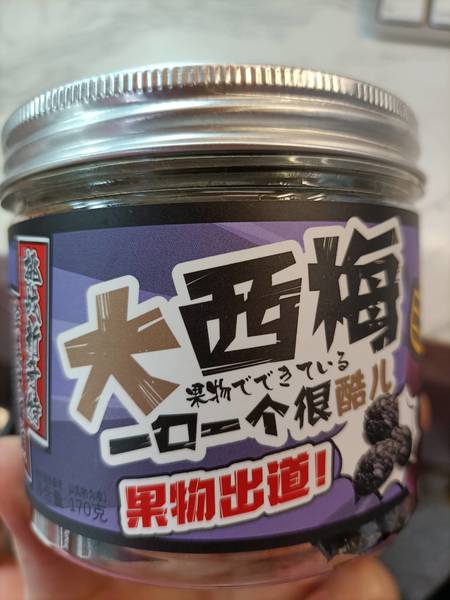 大西梅
果物でできている
一口一个很酷儿
果物出道!
170克